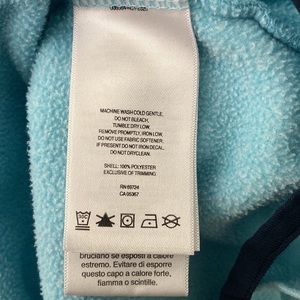 MACHINE WASH COLD GENTLE,
DO NOT BLEACH,
TUMBLE DRY LOW.
REMOVE PROMPTLY, IRON LOW.
DO NOT USE FABRIC SOFTENER.
IF PRESENT DO NOT IRON DECAL.
DO NOT DRYCLEAN.
SHELL: 100% POLYESTER
EXCLUSIVE OF TRIMMING
RN 69724
CA 05367
bruciano se esposti a calore
estremo. Evitare di esporre
questo capo a calore forte,
fiamma o scintille.